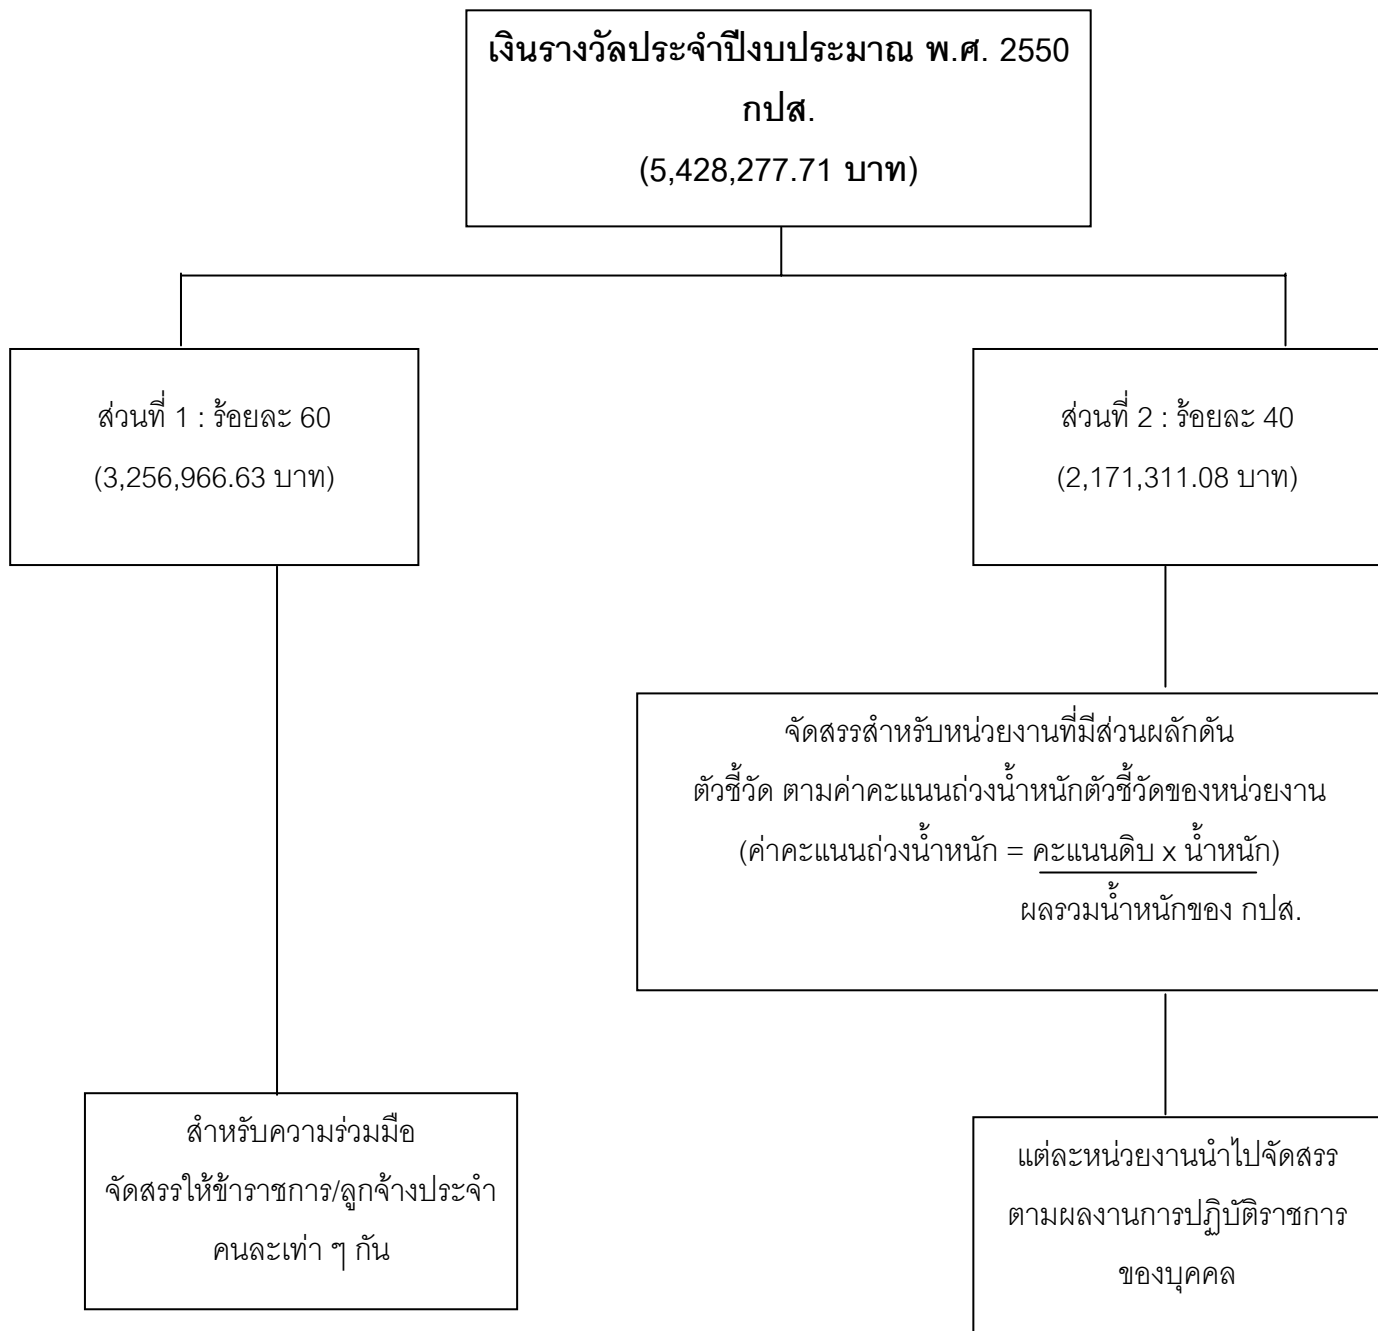 เงินรางวัลประจำปีงบประมาณ พ.ศ. 2550
กปส.
(5,428,277.71 บาท)
ส่วนที่ 1 : ร้อยละ 60
(3,256,966.63 บาท)
ส่วนที่ 2 : ร้อยละ 40
(2,171,311.08 บาท)
จัดสรรสำหรับหน่วยงานที่มีส่วนผลักดัน
ตัวชี้วัด ตามค่าคะแนนถ่วงน้ำหนักตัวชี้วัดของหน่วยงาน
(ค่าคะแนนถ่วงน้ำหนัก = คะแนนดิบ x น้ำหนัก)
ผลรวมน้ำหนักของ กปส.
สำหรับความร่วมมือ
จัดสรรให้ข้าราชการ/ลูกจ้างประจำ
คนละเท่า ๆ กัน
แต่ละหน่วยงานนำไปจัดสรร
ตามผลงานการปฏิบัติราชการ
ของบุคคล